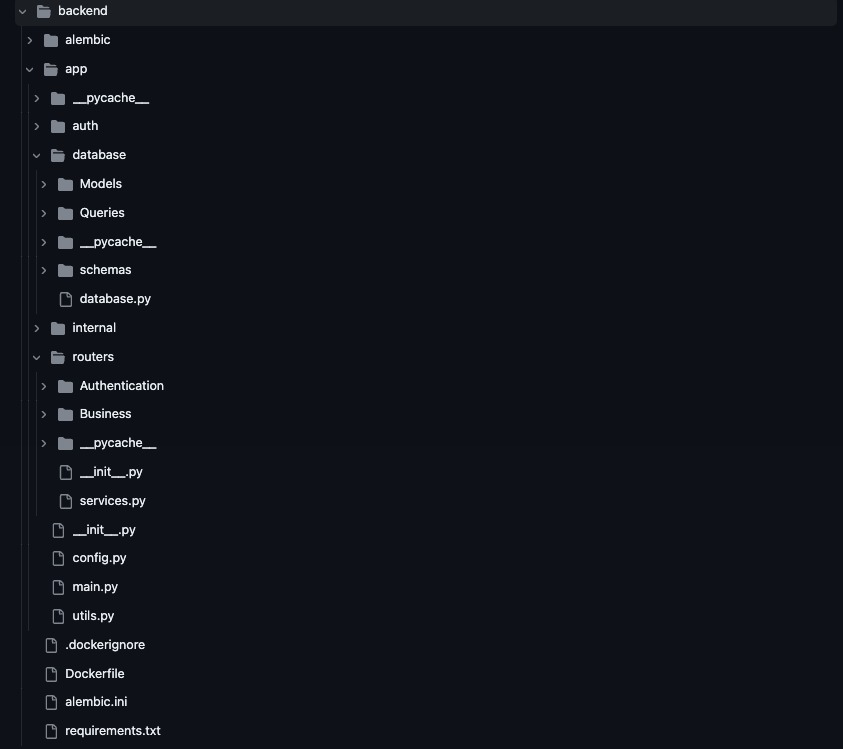 backend
alembic
app
__pycache__
auth
database
Models
Queries
__pycache__
schemas
database.py
internal
routers
Authentication
Business
__pycache__
__init__.py
services.py
__init__.py
config.py
main.py
utils.py
.dockerignore
Dockerfile
alembic.ini
requirements.txt